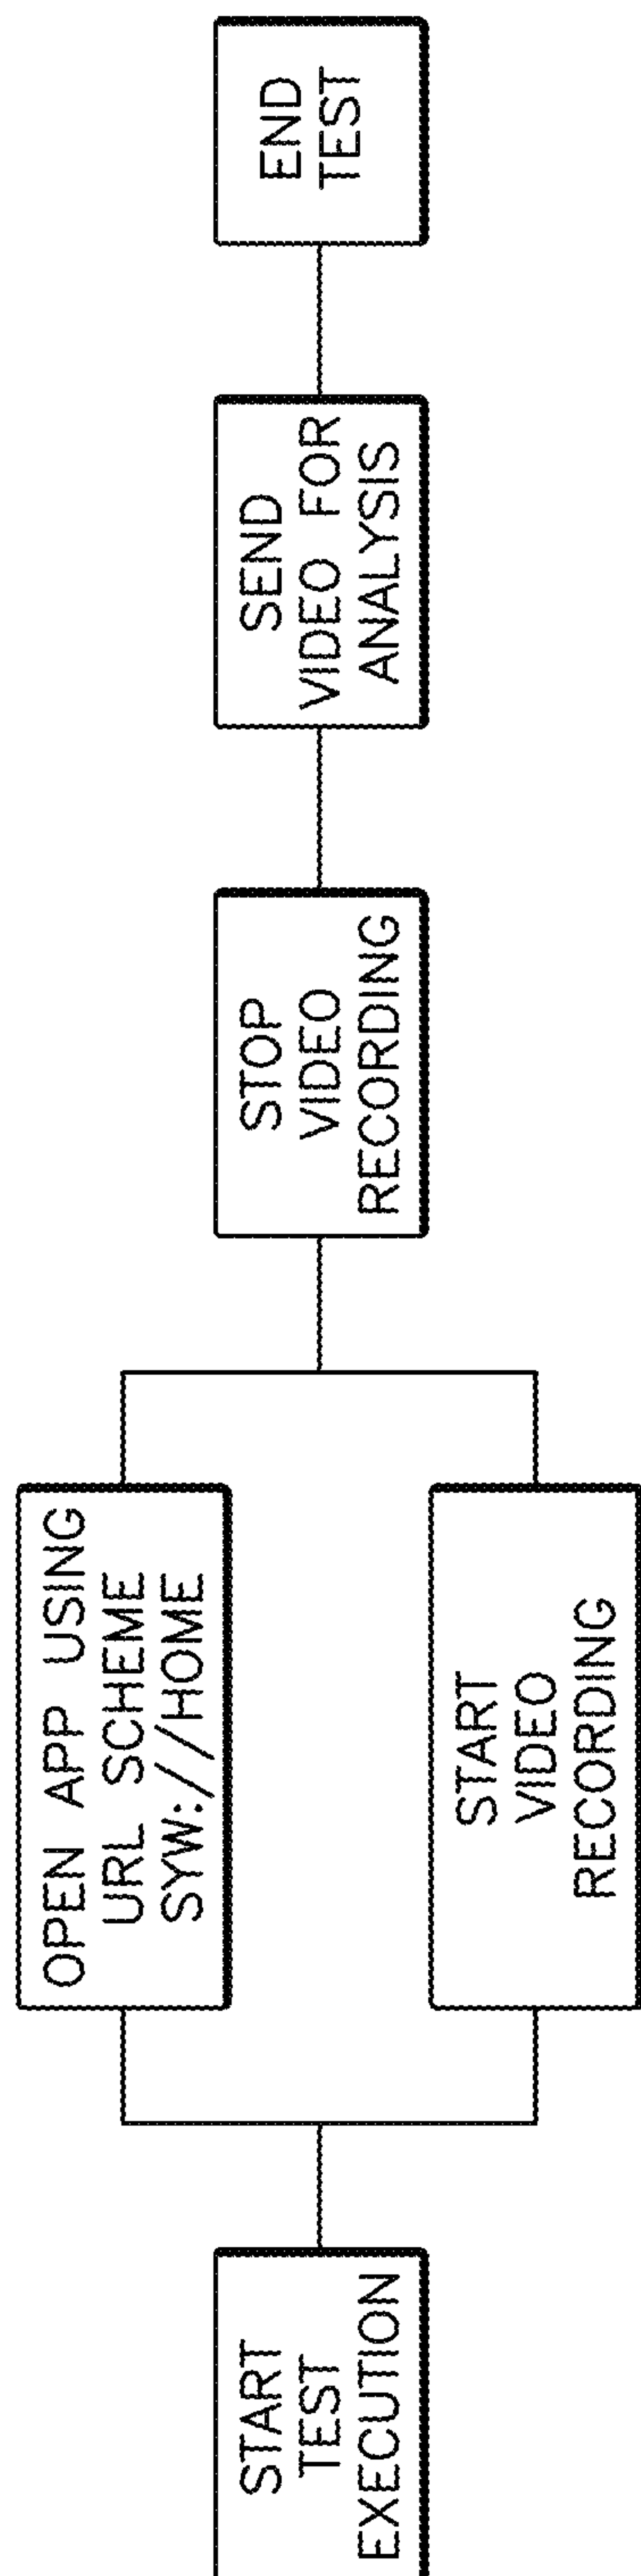 START
TEST
EXECUTION
OPEN APP USING
URL SCHEME
SYW://HOME
START
VIDEO
RECORDING
STOP
VIDEO
RECORDING
SEND
VIDEO FOR
ANALYSIS
END
TEST